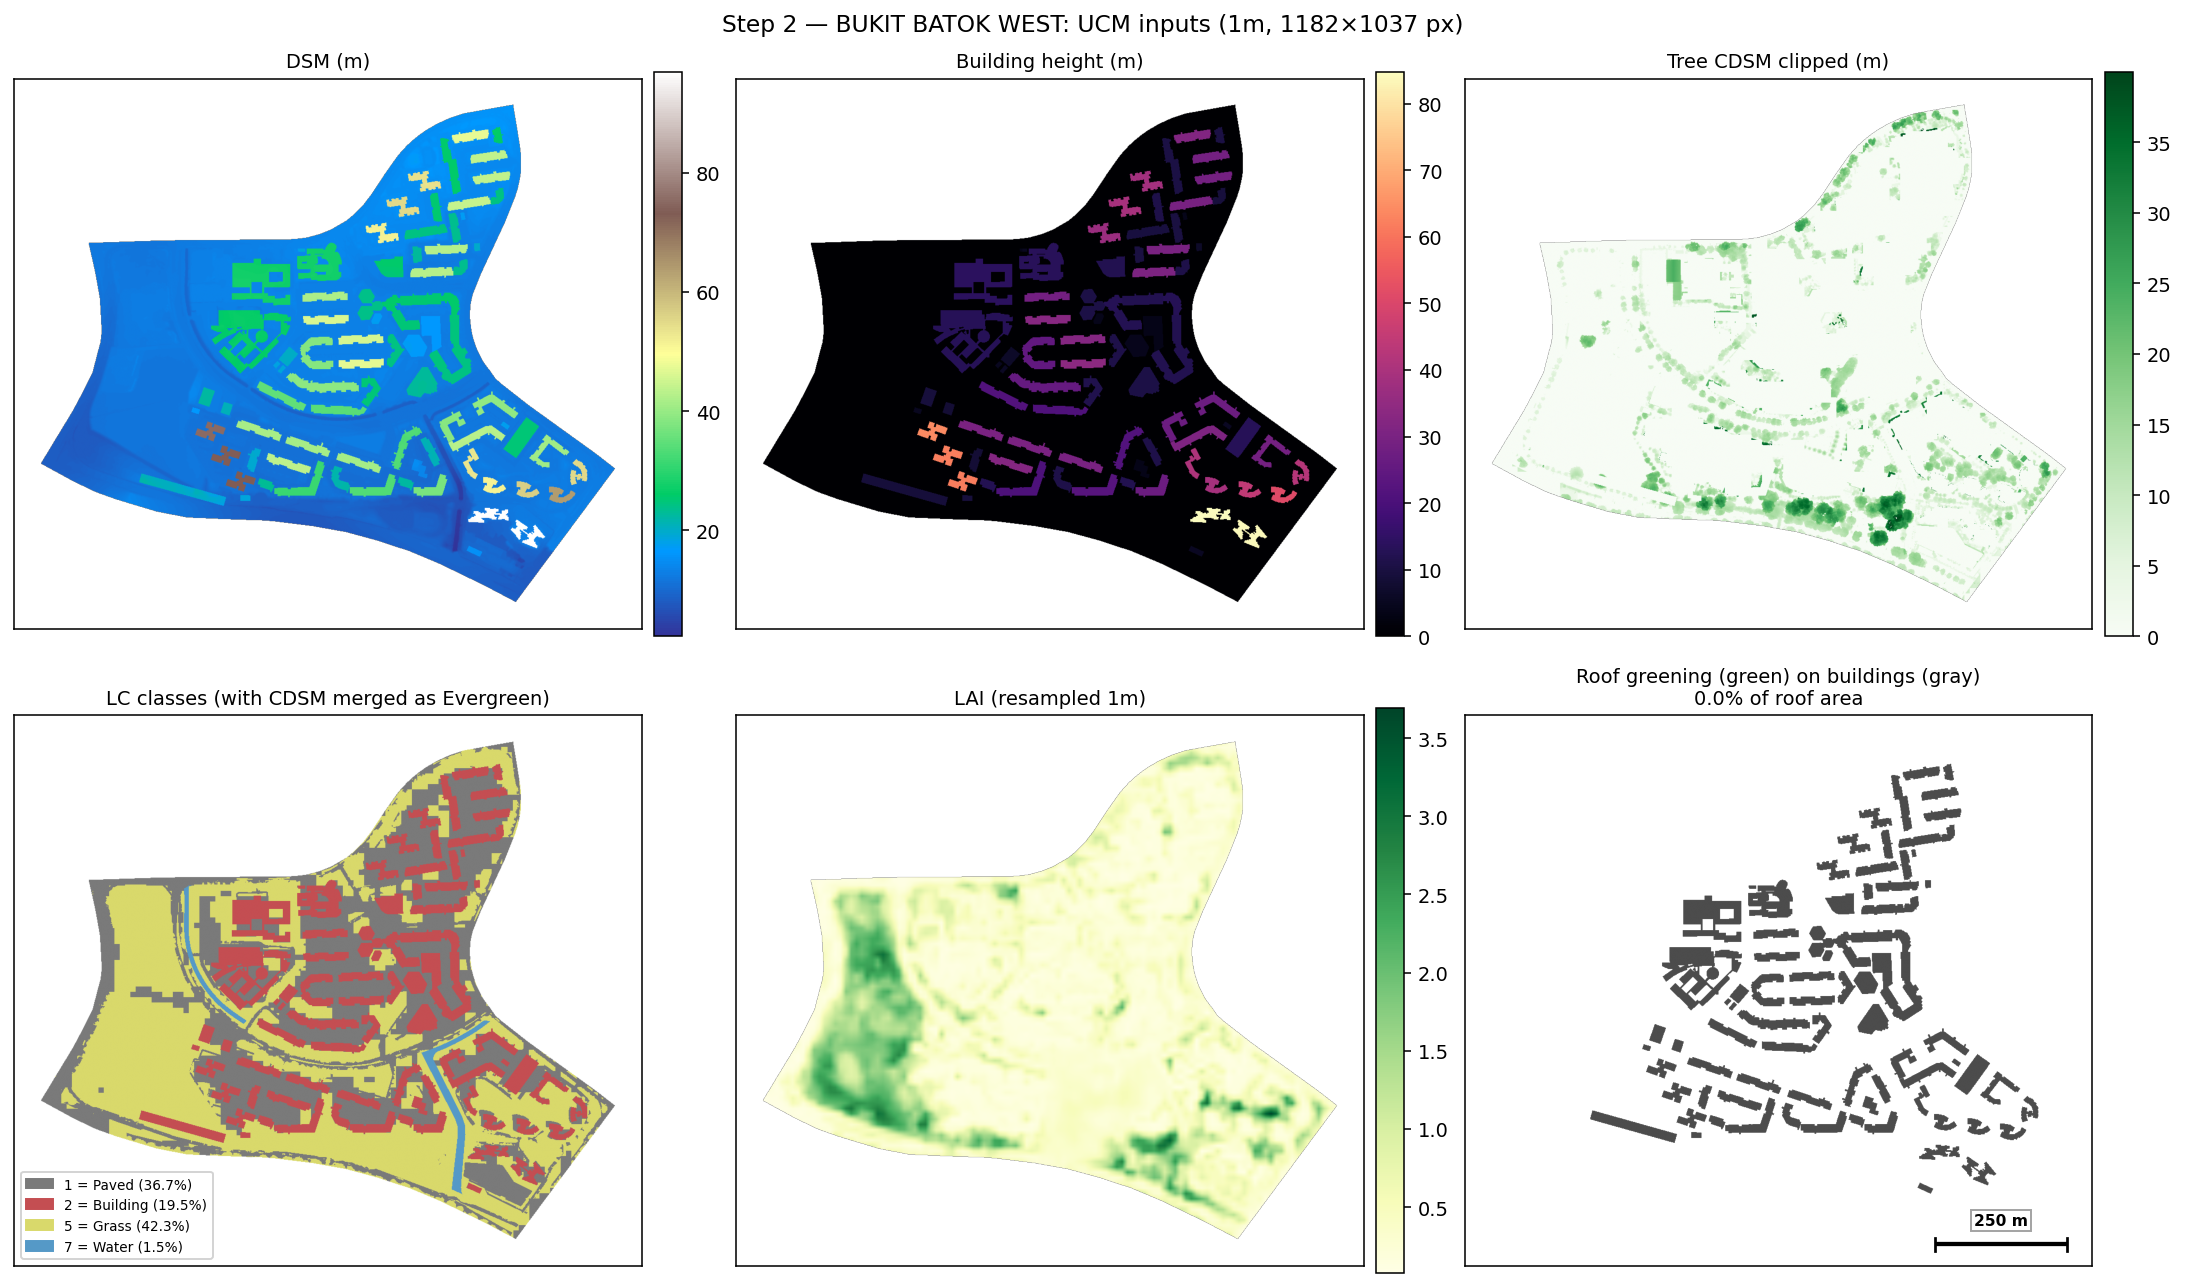 Step 2 — BUKIT BATOK WEST: UCM inputs (1m, 1182×1037 px)
DSM (m)
80
60
40
20
Building height (m)
80
70
60
50
40
30
20
10
0
Tree CDSM clipped (m)
35
30
25
20
15
10
5
0
LC classes (with CDSM merged as Evergreen)
1 = Paved (36.7%)
2 = Building (19.5%)
5 = Grass (42.3%)
7 = Water (1.5%)
LAI (resampled 1m)
3.5
3.0
2.5
2.0
1.5
1.0
0.5
Roof greening (green) on buildings (gray)
0.0% of roof area
250 m